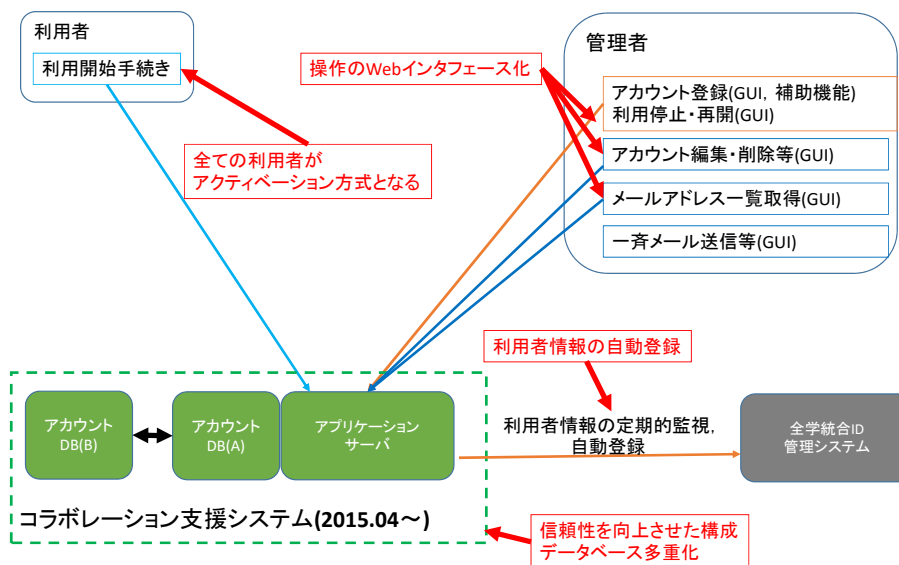 利用者
利用開始手続き
管理者
操作のWebインタフェース化
アカウント登録(GUI, 補助機能)
利用停止・再開(GUI)
アカウント編集・削除等(GUI)
メールアドレス一覧取得(GUI)
一斉メール送信等(GUI)
全ての利用者が
アクティベーション方式となる
利用者情報の自動登録
アカウント
DB(B)
アカウント
DB(A)
アプリケーション
サーバ
利用者情報の定期的監視,
自動登録
全学統合ID
管理システム
コラボレーション支援システム(2015.04～)
信頼性を向上させた構成
データベース多重化